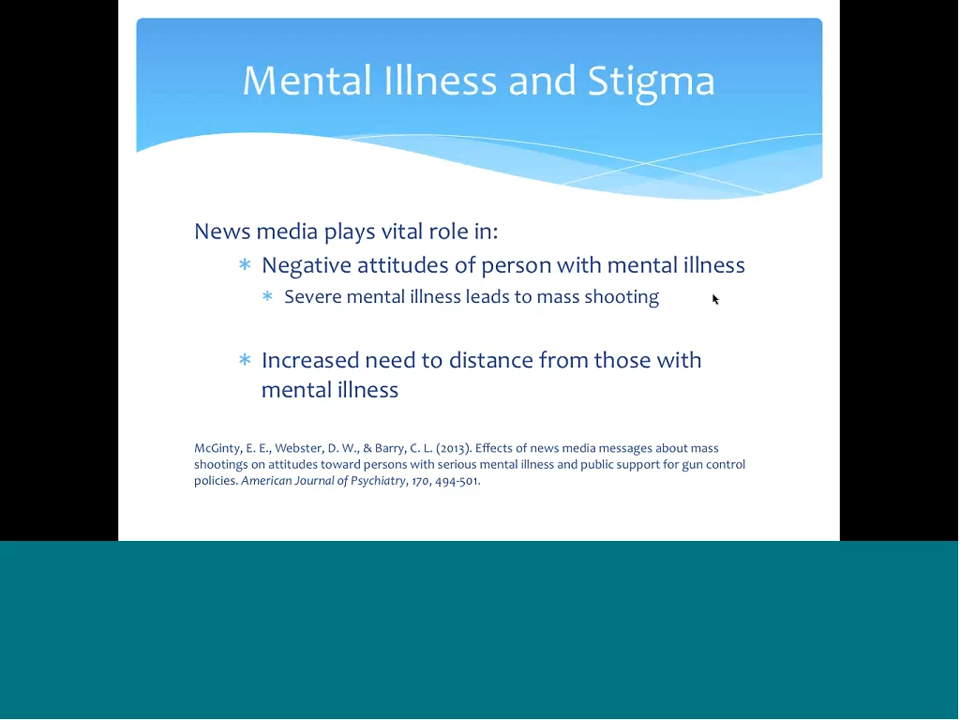 Mental Illness and Stigma
News media plays vital role in:
* Negative attitudes of person with mental illness
* Severe mental illness leads to mass shooting
* Increased need to distance from those with
mental illness
McGinty, E. E., Webster, D. W., & Barry, C. L. (2013). Effects of news media messages about mass
shootings on attitudes toward persons with serious mental illness and public support for gun control
policies. American Journal of Psychiatry, 170, 494-501.